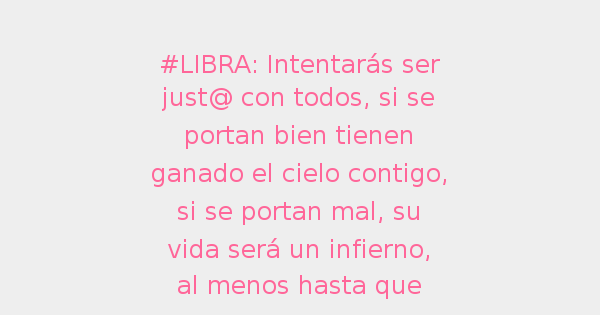 #LIBRA: Intentarás ser
just@ con todos, si se
portan bien tienen
ganado el cielo contigo,
si se portan mal, su
vida será un infierno,
al menos hasta que